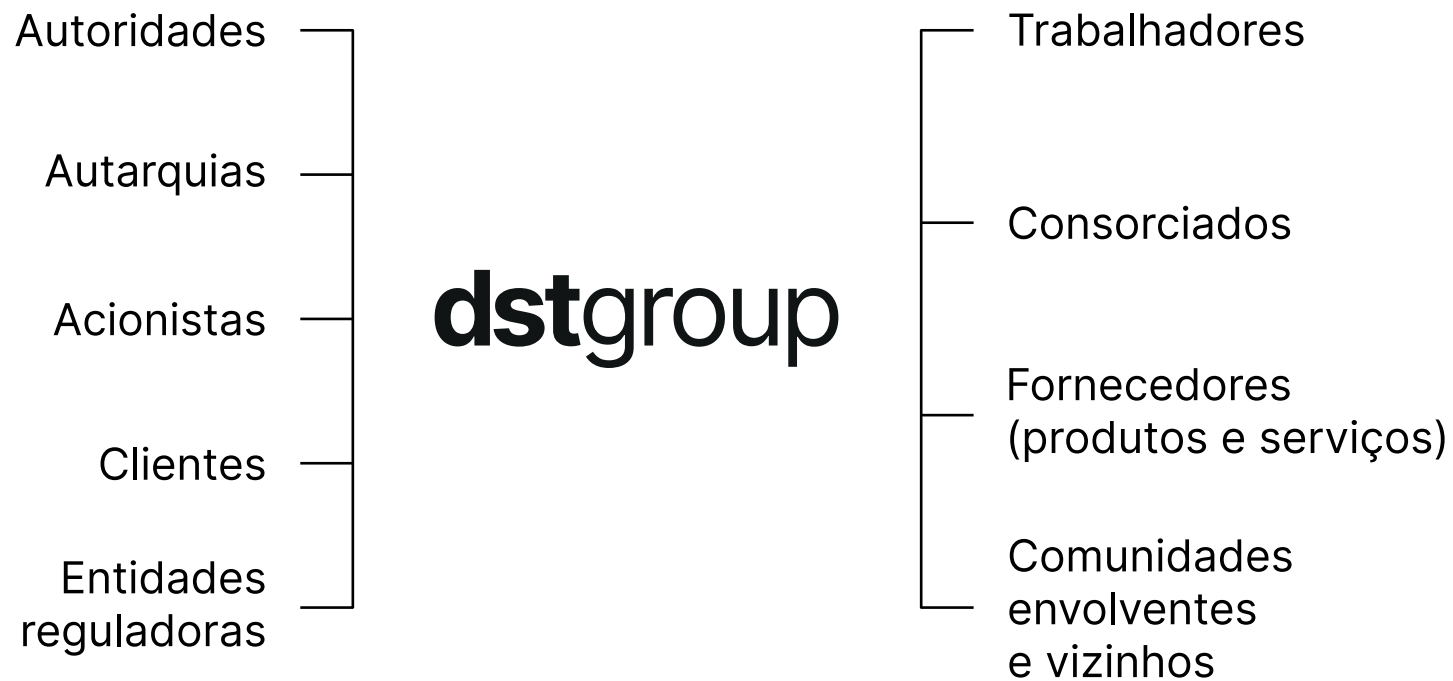 Autoridades
Autarquias
Acionistas
Clientes
Entidades
reguladoras
dstgroup
Trabalhadores
Consorciados
Fornecedores
(produtos e serviços)
Comunidades
envolventes
e vizinhos